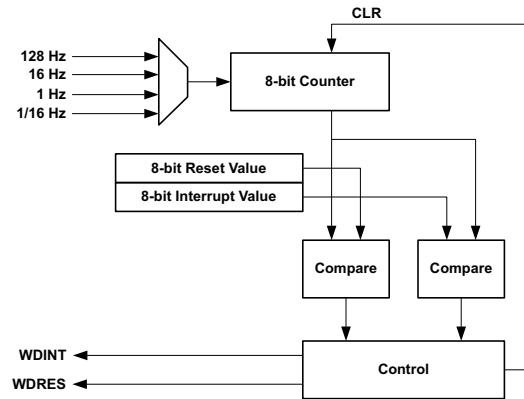 CLR
128 Hz
16 Hz
1 Hz
1/16 Hz
8-bit Counter
8-bit Reset Value
8-bit Interrupt Value
Compare
Compare
WDINT
WDRES
Control